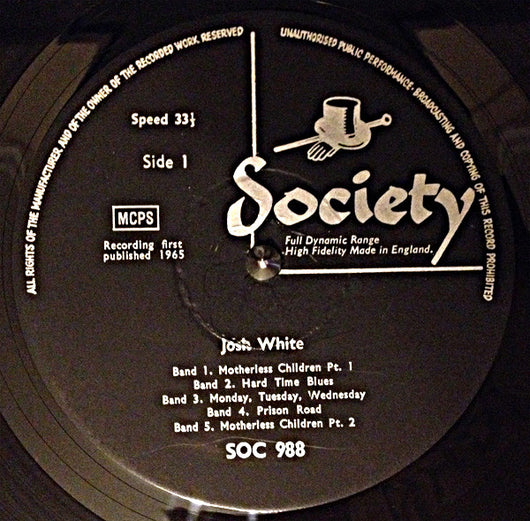 ALL RIGHTS OF THE MANUFACTURER AND OF THE OWNER OF THE RECORDED WORK RESERVED
UNAUTHORISED PUBLIC PERFORMANCE, BROADCASTING AND COPYING OF THIS RECORD PROHIBITED
Speed 33⅓
Side 1
Society
MCPS
Full Dynamic Range
High Fidelity Made in England.
Recording first
published 1965
Josh White
Band 1. Motherless Children Pt. 1
Band 2. Hard Time Blues
Band 3. Monday, Tuesday, Wednesday
Band 4. Prison Road
Band 5. Motherless Children Pt. 2
SOC 988